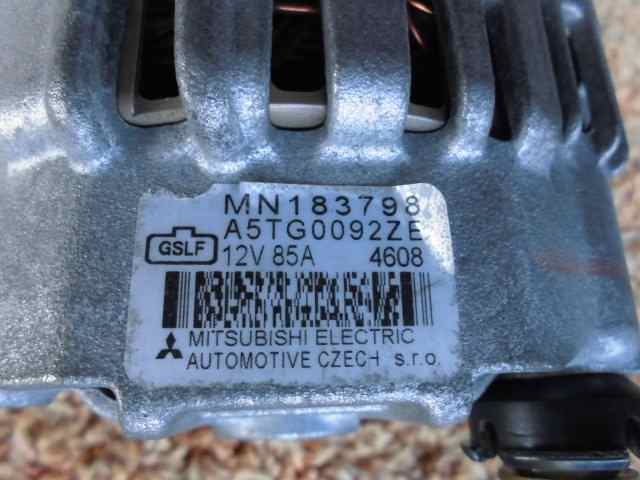 MN183798
A5TG0092ZE
GSLF
12V 85A 4608
MITSUBISHI ELECTRIC
AUTOMOTIVE CZECH s.r.o.